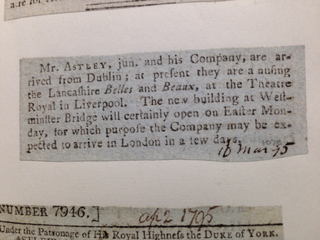 Mr. ASTLEY, jun. and his Company, are ar-
rived from Dublin; at present they are a nusing
the Lancashire Belles and Beaux, at the Theatre
Royal in Liverpool. The new building at West-
minster Bridge will certainly open on Easter Mon-
day, for which purpose the Company may be ex-
pected to arrive in London in a few days.
16 Mar 95
NUMBER 7946.]
ap 2 1795
Under the Patronage of His Royal Highness the DUKE of YORK.